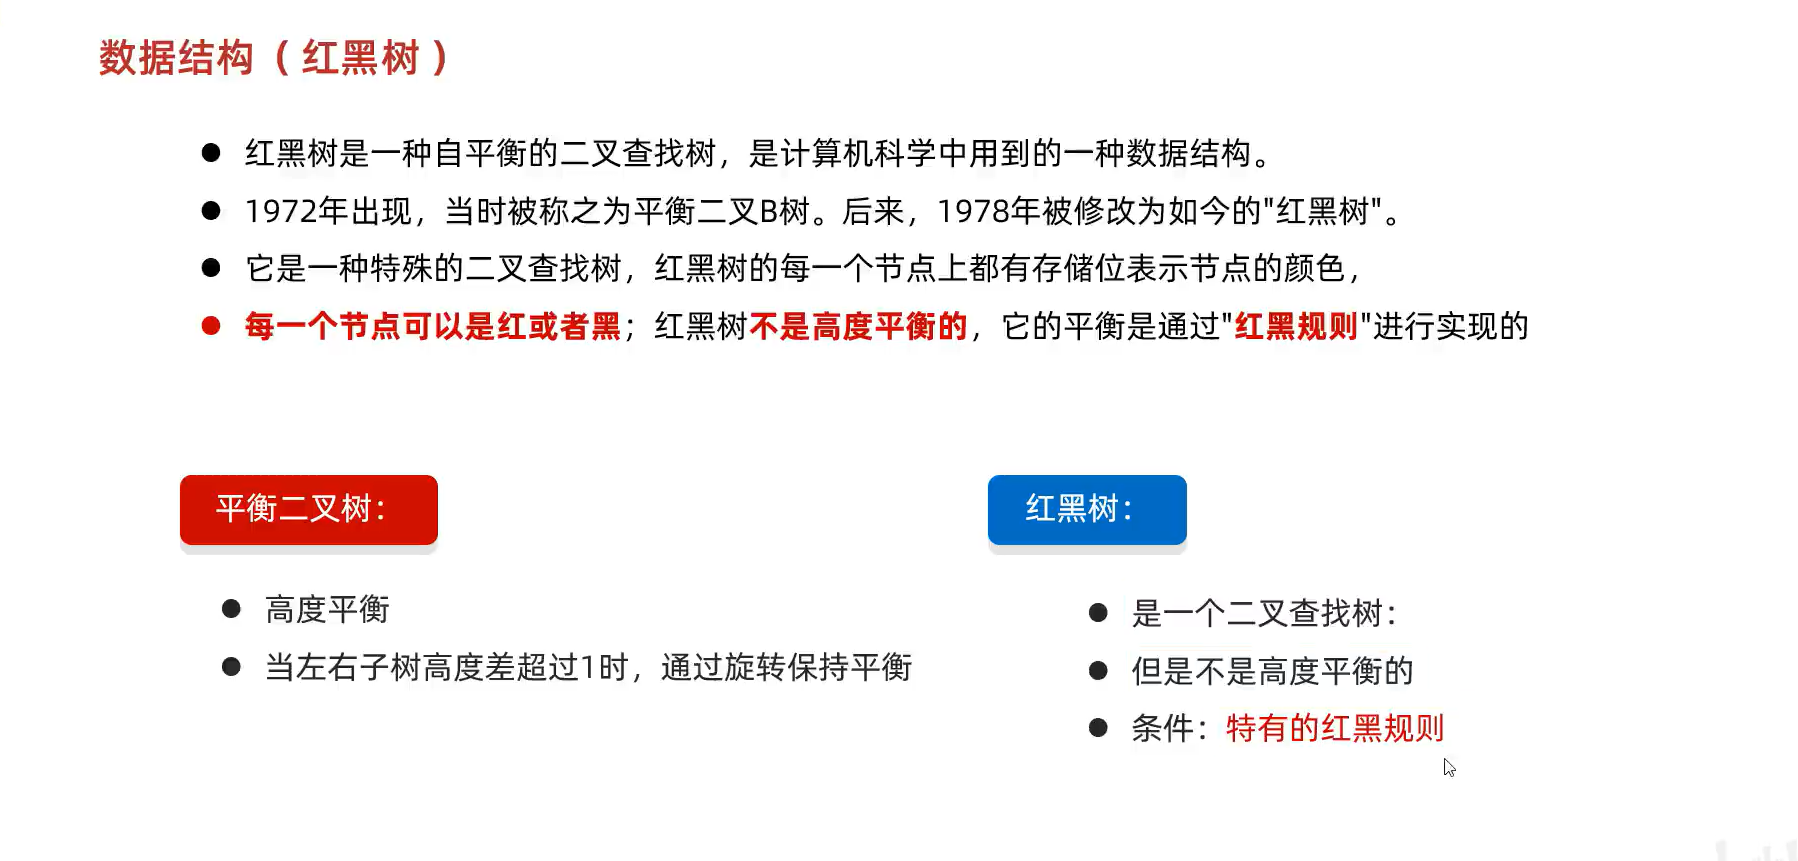 数据结构（红黑树）
● 红黑树是一种自平衡的二叉查找树，是计算机科学中用到的一种数据结构。
● 1972年出现，当时被称之为平衡二叉B树。后来，1978年被修改为如今的"红黑树"。
● 它是一种特殊的二叉查找树，红黑树的每一个节点上都有存储位表示节点的颜色，
● 每一个节点可以是红或者黑；红黑树不是高度平衡的，它的平衡是通过"红黑规则"进行实现的
平衡二叉树：
● 高度平衡
● 当左右子树高度差超过1时，通过旋转保持平衡
红黑树：
● 是一个二叉查找树：
● 但是不是高度平衡的
● 条件：特有的红黑规则